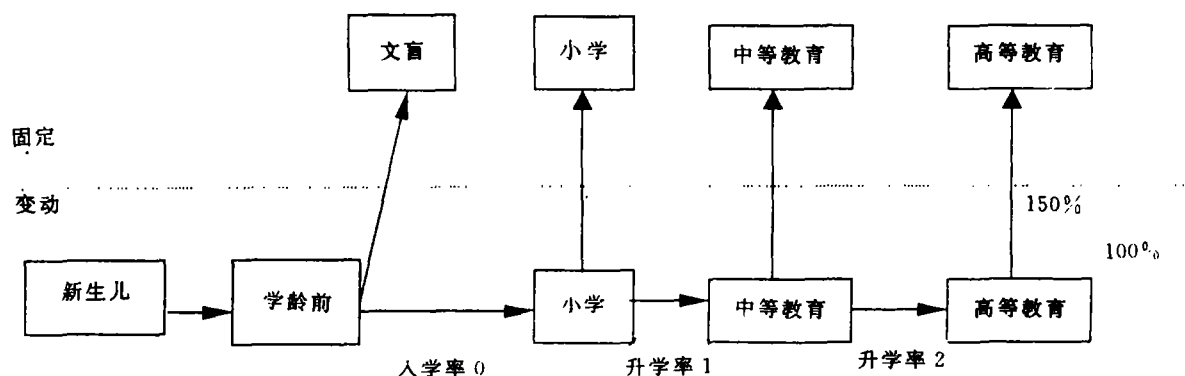 文盲 小学 中等教育 高等教育
固定
变动
150%
100%
新生儿 学龄前 小学 中等教育 高等教育
入学率 0 升学率 1 升学率 2